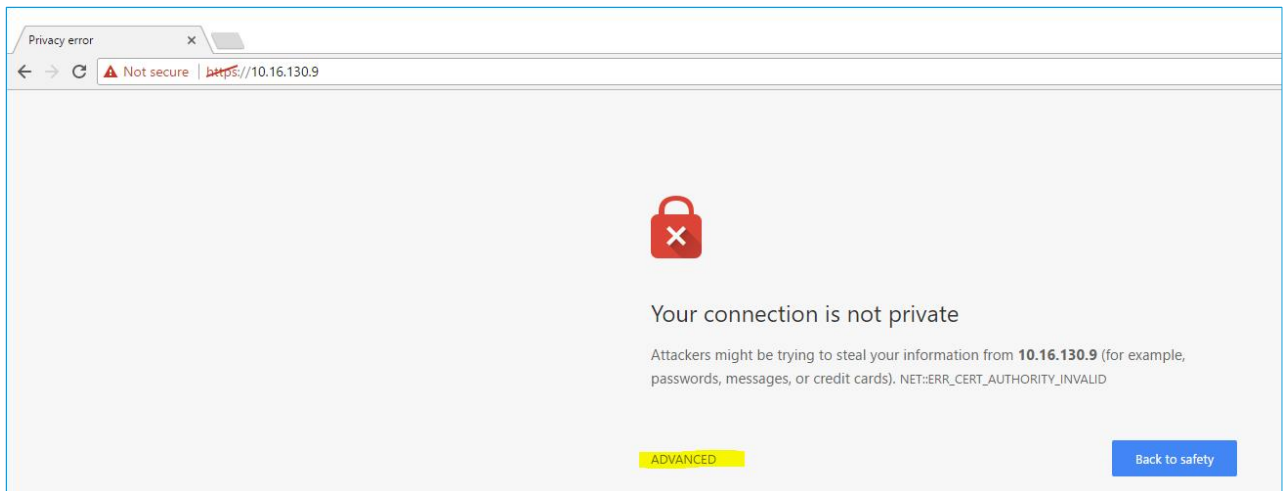 Privacy error
Not secure | https://10.16.130.9
Your connection is not private
Attackers might be trying to steal your information from 10.16.130.9 (for example,
passwords, messages, or credit cards). NET::ERR_CERT_AUTHORITY_INVALID
ADVANCED
Back to safety